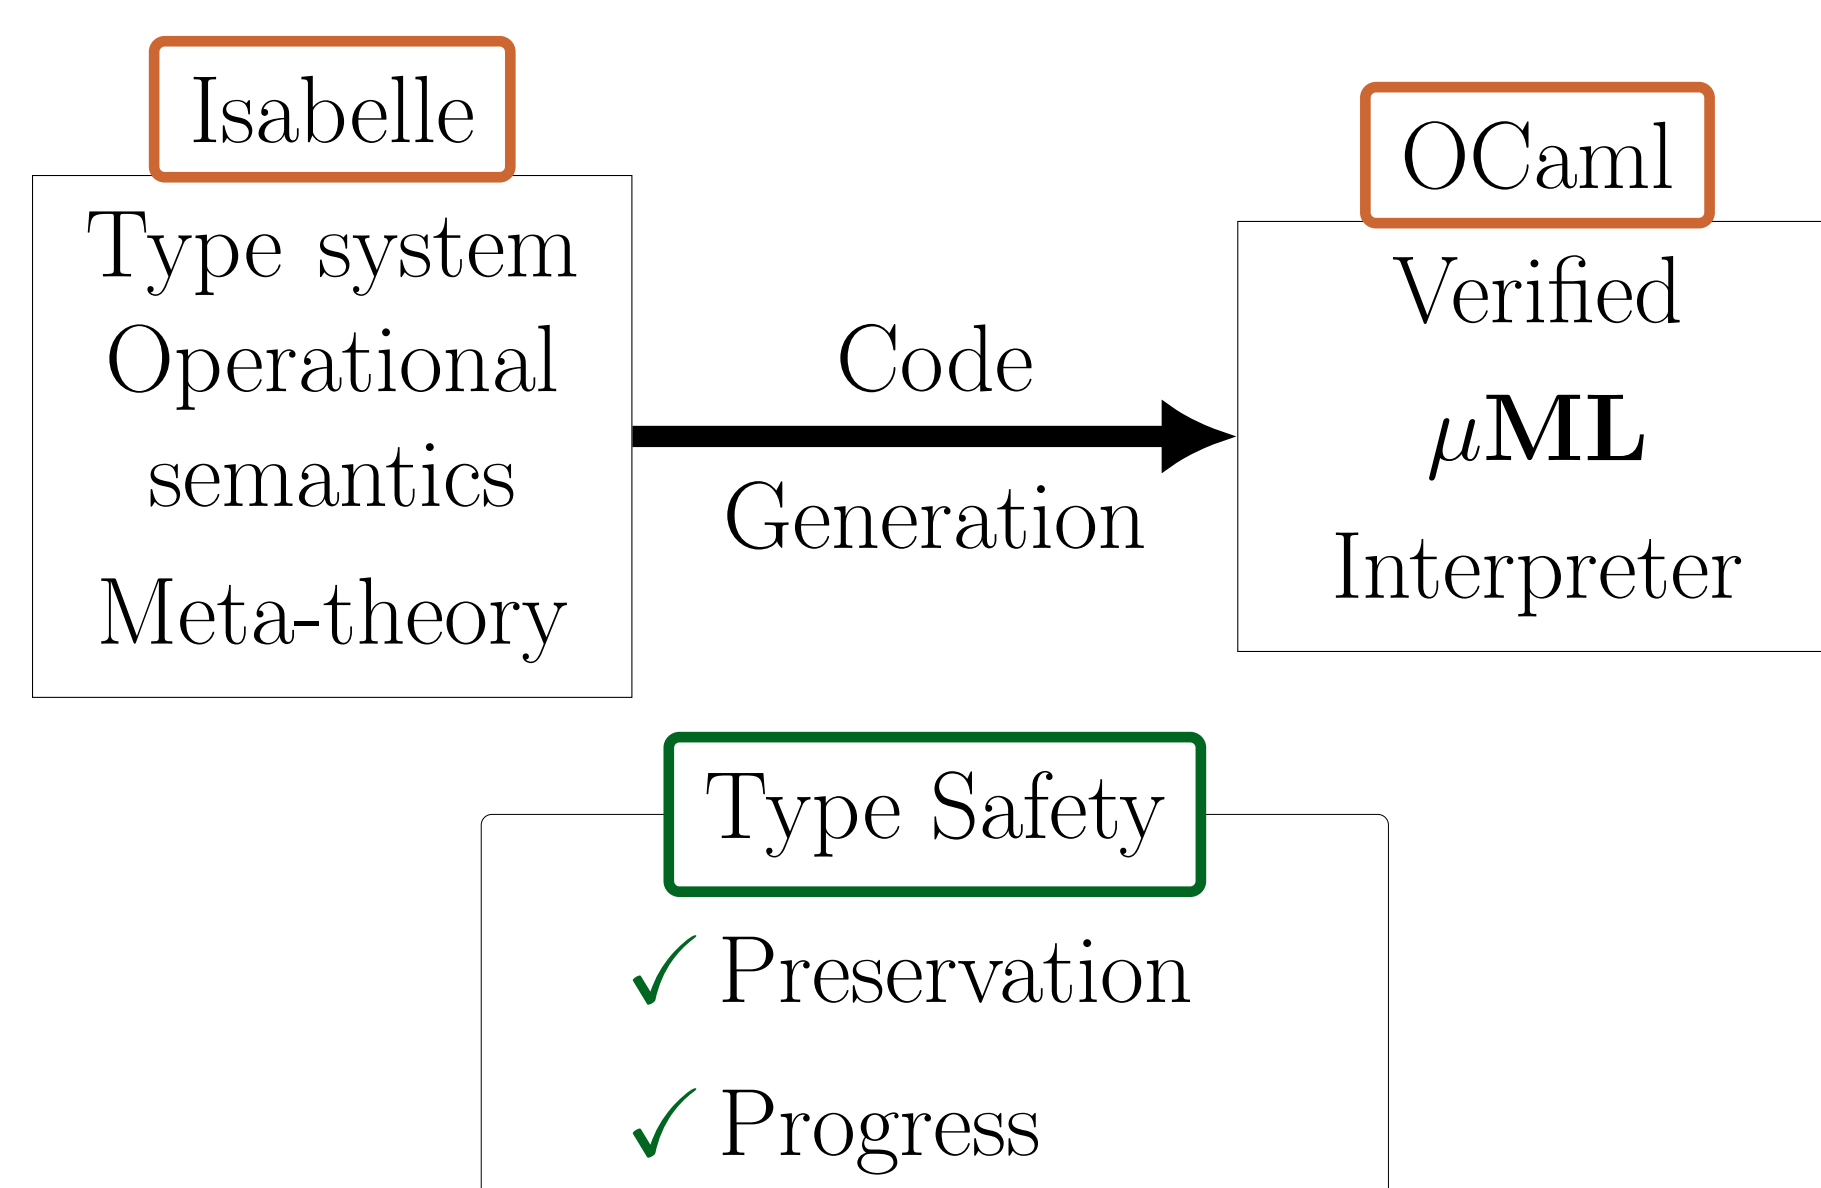 Isabelle
Type system
Operational
semantics
Meta-theory
Code
Generation
OCaml
Verified
μML
Interpreter
Type Safety
✓ Preservation
✓ Progress